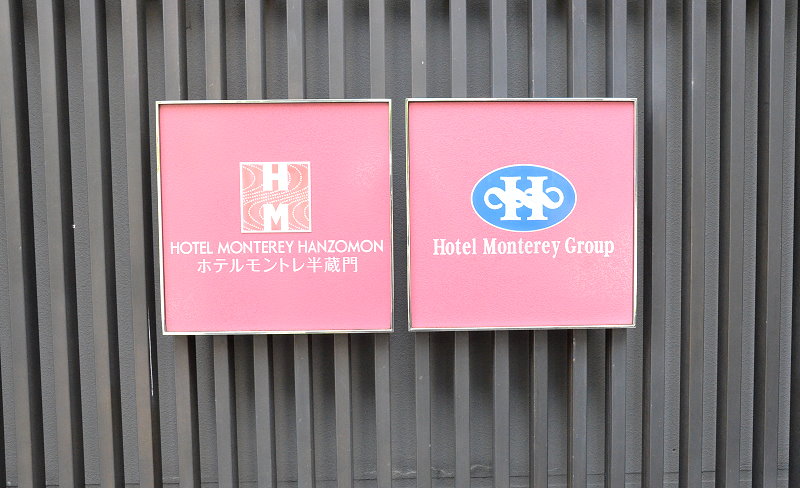 H
M
HOTEL MONTEREY HANZOMON
ホテルモントレ半蔵門
H
Hotel Monterey Group